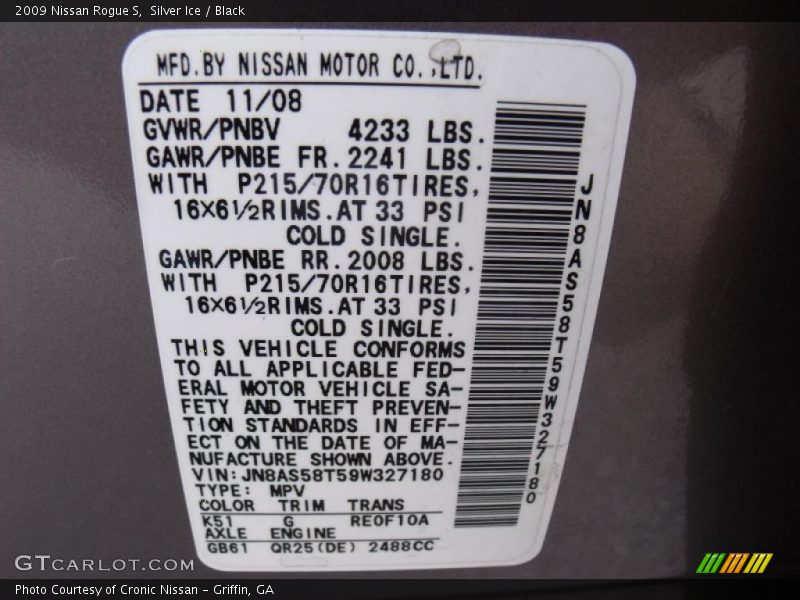 2009 Nissan Rogue S,  Silver Ice / Black
MFD.BY NISSAN MOTOR CO.,LTD.
DATE 11/08
GVWR/PNBV 4233 LBS.
GAWR/PNBE FR. 2241 LBS.
WITH P215/70R16TIRES,
16×6½RIMS.AT 33 PSI
COLD SINGLE.
GAWR/PNBE RR. 2008 LBS.
WITH P215/70R16TIRES,
16×6½RIMS.AT 33 PSI
COLD SINGLE.
THIS VEHICLE CONFORMS
TO ALL APPLICABLE FED-
ERAL MOTOR VEHICLE SA-
FETY AND THEFT PREVEN-
TION STANDARDS IN EFF-
ECT ON THE DATE OF MA-
NUFACTURE SHOWN ABOVE.
VIN:JN8AS58T59W327180
TYPE: MPV
COLOR TRIM TRANS
K51 G RE0F10A
AXLE ENGINE
GB61 QR25(DE) 2488CC
JN8AS58T59W327180
GTCARLOT.COM
Photo Courtesy of Cronic Nissan – Griffin, GA